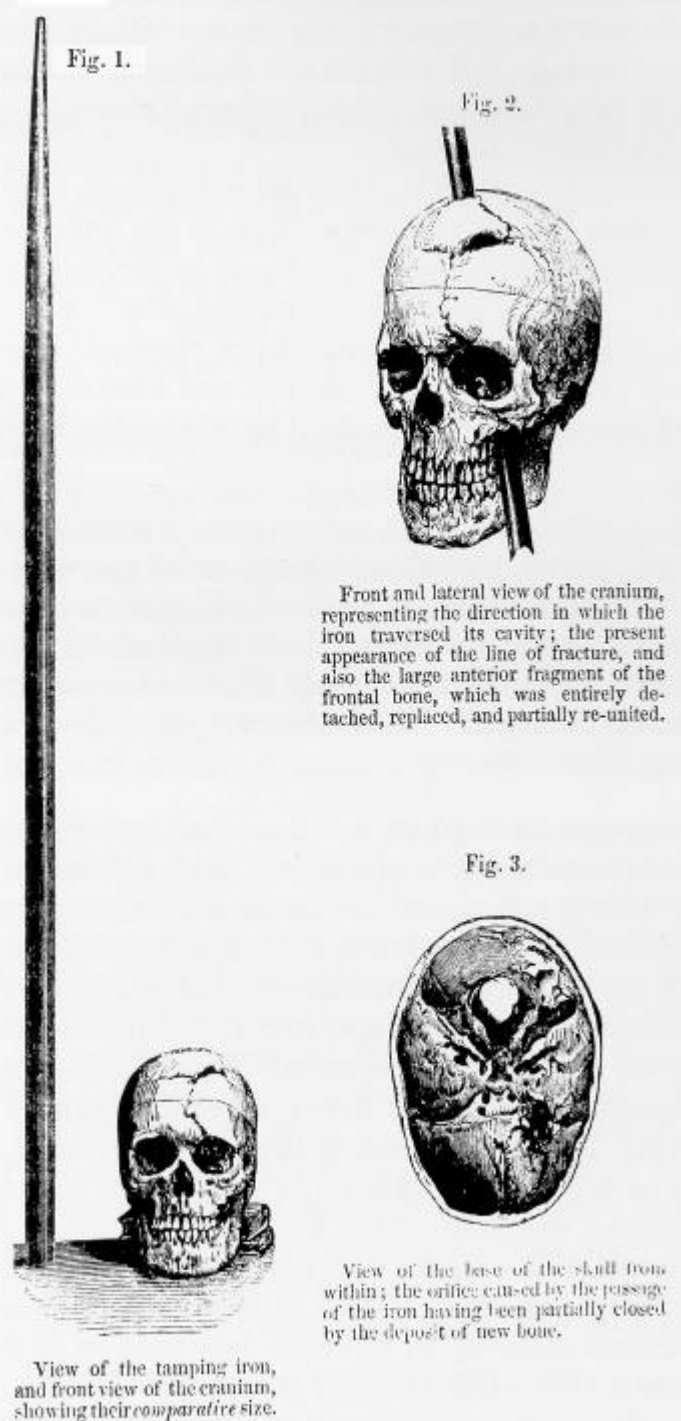 Fig. 1.
Fig. 2.
Front and lateral view of the cranium,
representing the direction in which the
iron traversed its cavity; the present
appearance of the line of fracture, and
also the large anterior fragment of the
frontal bone, which was entirely de-
tached, replaced, and partially re-united.
Fig. 3.
View of the base of the skull from
within; the orifice caused by the passage
of the iron having been partially closed
by the deposit of new bone.
View of the tamping iron,
and front view of the cranium,
showing their comparative size.